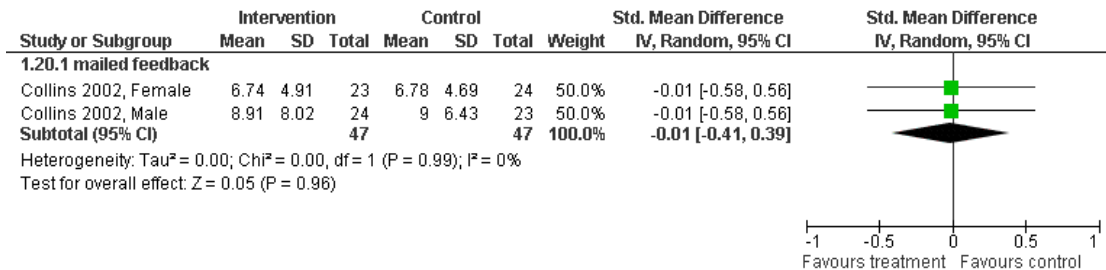 Intervention Control Std. Mean Difference Std. Mean Difference
Study or Subgroup Mean SD Total Mean SD Total Weight IV, Random, 95% CI IV, Random, 95% CI
1.20.1 mailed feedback
Collins 2002, Female 6.74 4.91 23 6.78 4.69 24 50.0% -0.01 [-0.58, 0.56]
Collins 2002, Male 8.91 8.02 24 9 6.43 23 50.0% -0.01 [-0.58, 0.56]
Subtotal (95% CI) 47 47 100.0% -0.01 [-0.41, 0.39]
Heterogeneity: Tau² = 0.00; Chi² = 0.00, df = 1 (P = 0.99); I² = 0%
Test for overall effect: Z = 0.05 (P = 0.96)
-1 -0.5 0 0.5 1
Favours treatment Favours control